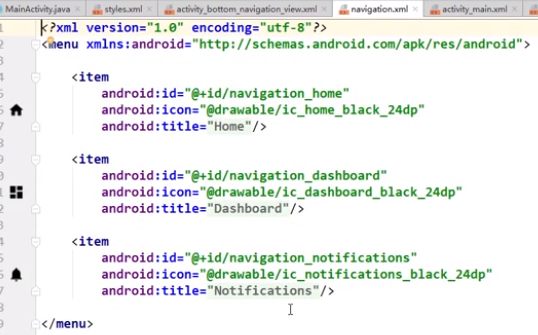 MainActivity.java × styles.xml × activity_bottom_navigation_view.xml × navigation.xml × activity_main.xml ×
<?xml version="1.0" encoding="utf-8"?>
<menu xmlns:android="http://schemas.android.com/apk/res/android">
<item
android:id="@+id/navigation_home"
android:icon="@drawable/ic_home_black_24dp"
android:title="Home"/>
<item
android:id="@+id/navigation_dashboard"
android:icon="@drawable/ic_dashboard_black_24dp"
android:title="Dashboard"/>
<item
android:id="@+id/navigation_notifications"
android:icon="@drawable/ic_notifications_black_24dp"
android:title="Notifications"/>
</menu>